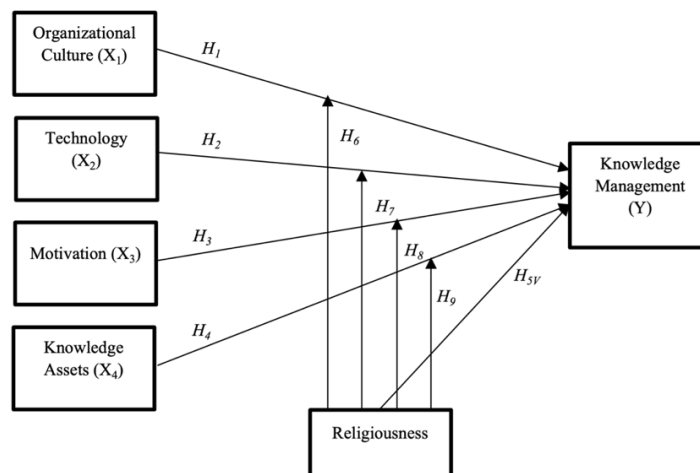 Organizational
Culture (X₁)
H₁
H₆
Technology
(X₂)
H₂
Knowledge
Management
(Y)
H₇
Motivation (X₃)
H₃
H₈
H₅V
H₉
H₄
Knowledge
Assets (X₄)
Religiousness